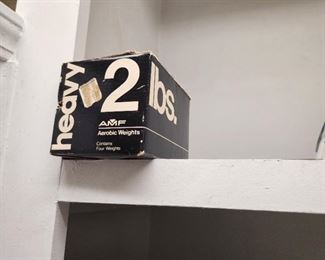 heavy
2
lbs.
AMF
Aerobic Weights
Contains
Four Weights